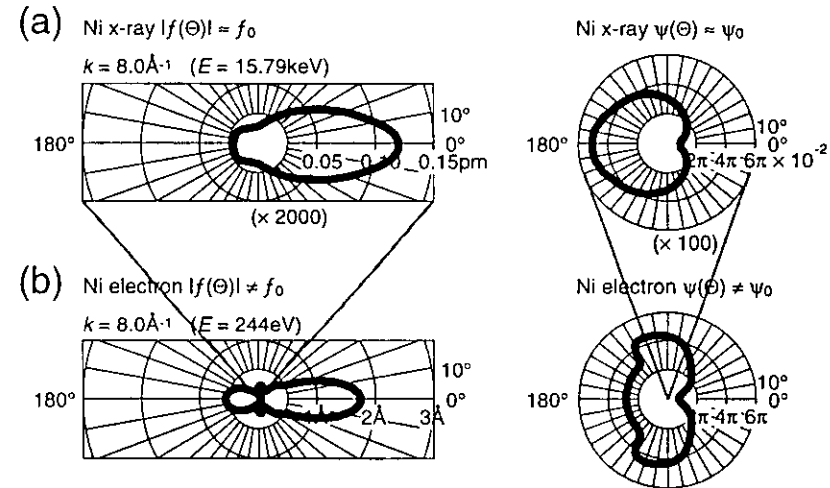 (a) Ni x-ray |f(Θ)| ≈ f₀
k = 8.0Å⁻¹ (E = 15.79keV)
180°
10°
0°
0.05 0.10 0.15pm
(× 2000)
Ni x-ray ψ(Θ) ≈ ψ₀
180°
10°
0°
2π 4π 6π × 10⁻²
(× 100)
(b) Ni electron |f(Θ)| ≠ f₀
k = 8.0Å⁻¹ (E = 244eV)
180°
10°
0°
2Å 3Å
Ni electron ψ(Θ) ≠ ψ₀
180°
10°
0°
π 4π 6π